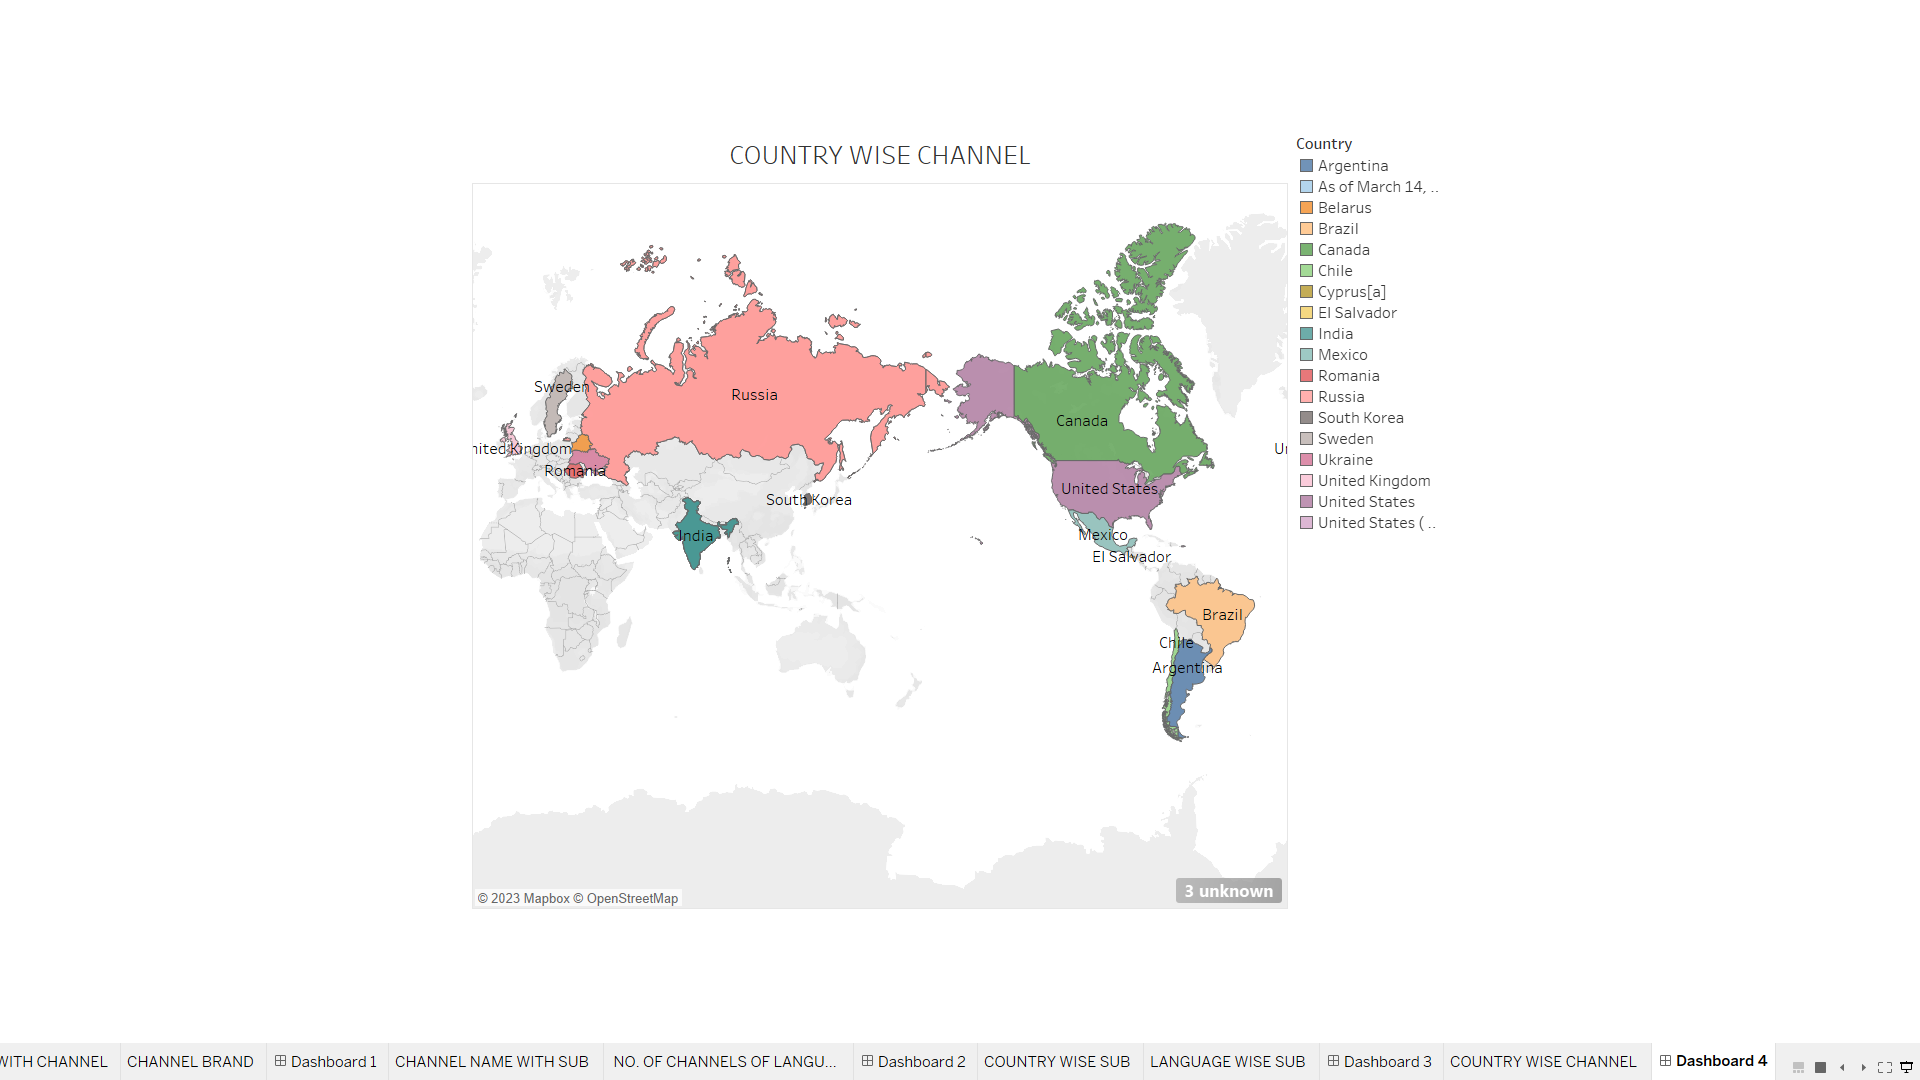 COUNTRY WISE CHANNEL
Country
Argentina
As of March 14, ..
Belarus
Brazil
Canada
Chile
Cyprus[a]
El Salvador
India
Mexico
Romania
Russia
South Korea
Sweden
Ukraine
United Kingdom
United States
United States ( ..
Sweden
Russia
Canada
nited Kingdom
Romania
United States
South Korea
India
Mexico
El Salvador
Brazil
Chile
Argentina
© 2023 Mapbox © OpenStreetMap
3 unknown
WITH CHANNEL
CHANNEL BRAND
Dashboard 1
CHANNEL NAME WITH SUB
NO. OF CHANNELS OF LANGU...
Dashboard 2
COUNTRY WISE SUB
LANGUAGE WISE SUB
Dashboard 3
COUNTRY WISE CHANNEL
Dashboard 4